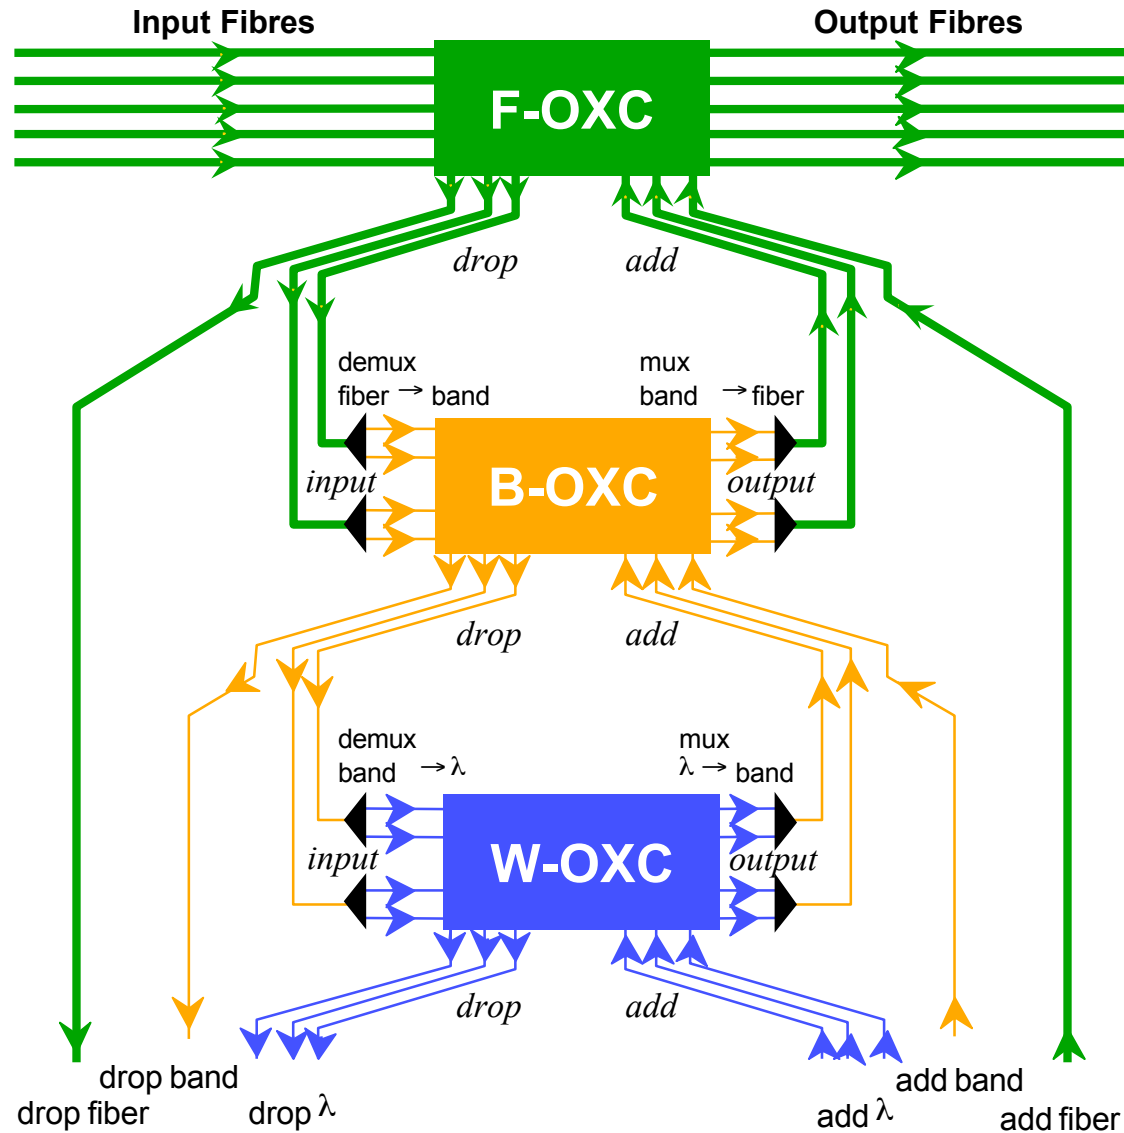 Input Fibres
Output Fibres
F-OXC
drop
add
demux
fiber → band
mux
band → fiber
input
B-OXC
output
drop
add
demux
band → λ
mux
λ → band
input
W-OXC
output
drop
add
drop band
add band
drop fiber
drop λ
add λ
add fiber